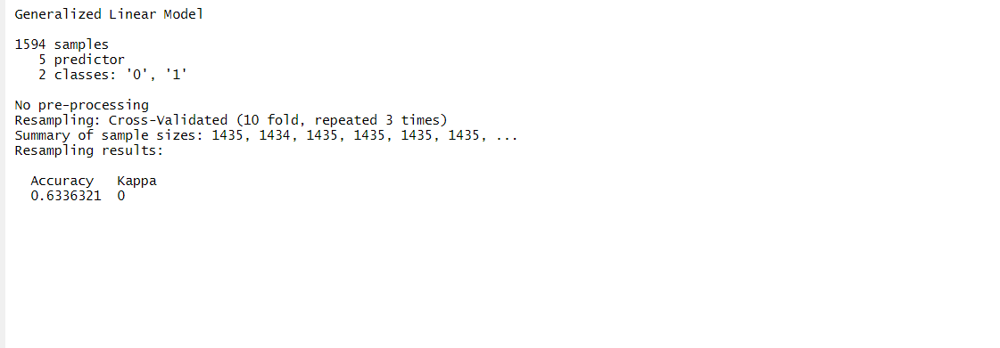 Generalized Linear Model
1594 samples
5 predictor
2 classes: '0', '1'
No pre-processing
Resampling: Cross-Validated (10 fold, repeated 3 times)
Summary of sample sizes: 1435, 1434, 1435, 1435, 1435, 1435, ...
Resampling results:
Accuracy Kappa
0.6336321 0